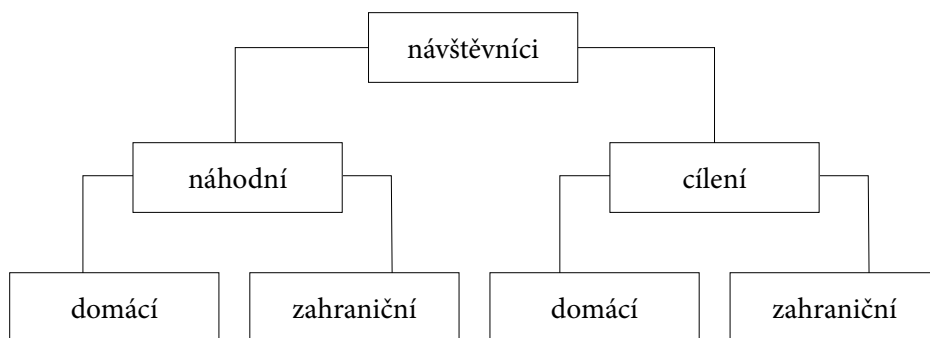 návštěvníci
náhodní
cílení
domácí
zahraniční
domácí
zahraniční